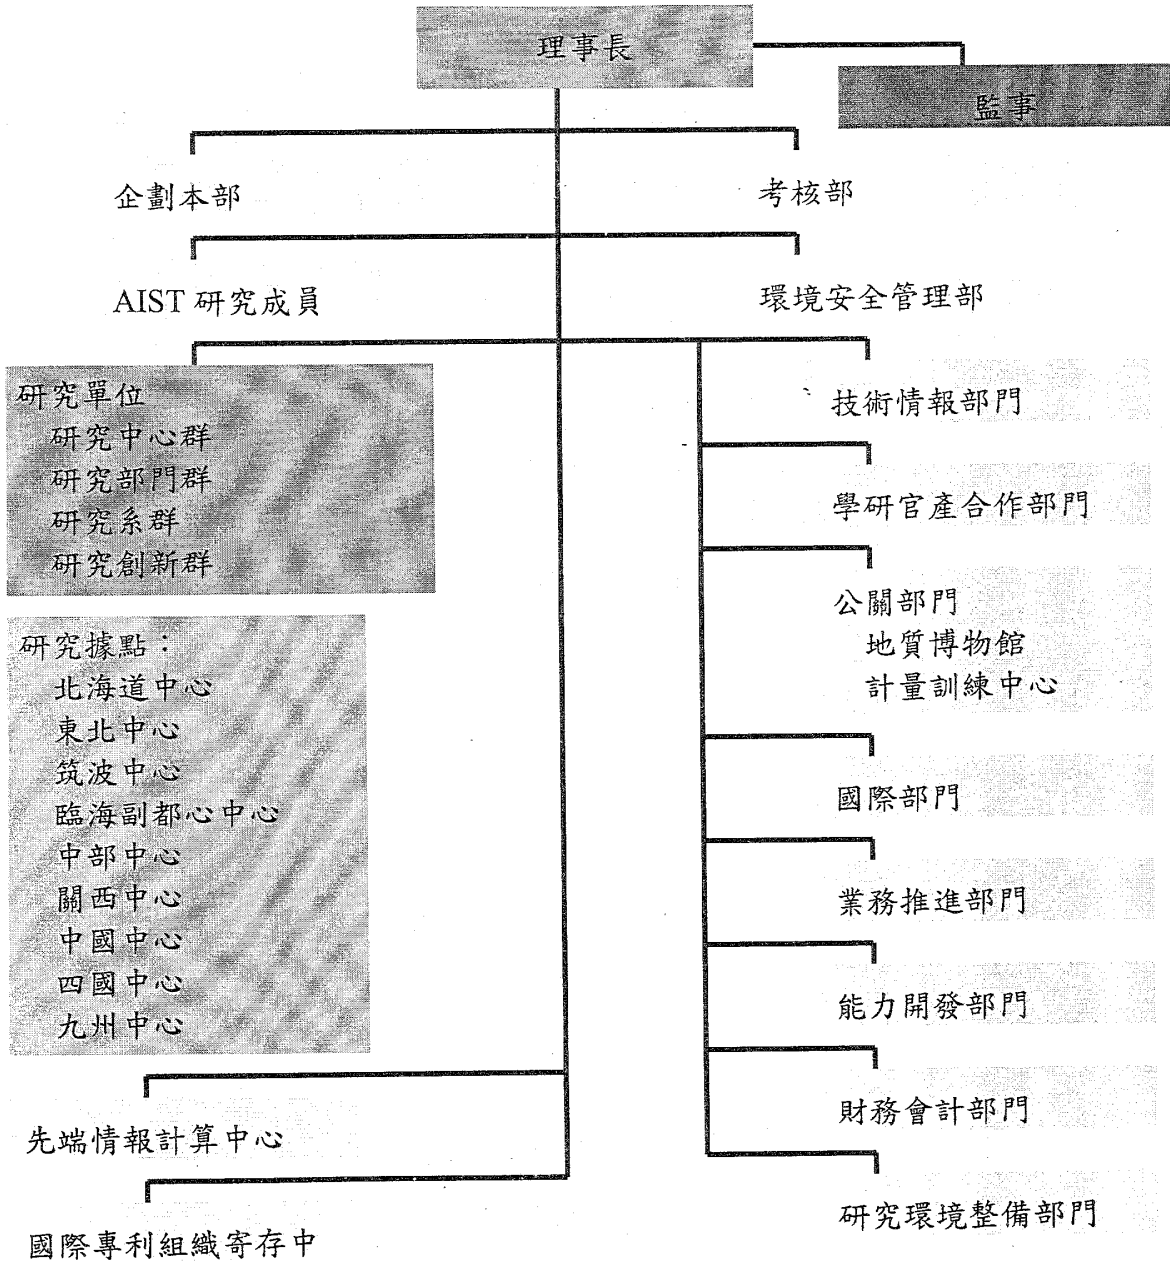 理事長
監事
企劃本部
考核部
AIST 研究成員
環境安全管理部
研究單位
研究中心群
研究部門群
研究系群
研究創新群
研究據點：
北海道中心
東北中心
筑波中心
臨海副都心中心
中部中心
關西中心
中國中心
四國中心
九州中心
先端情報計算中心
國際專利組織寄存中
技術情報部門
學研官產合作部門
公關部門
地質博物館
計量訓練中心
國際部門
業務推進部門
能力開發部門
財務會計部門
研究環境整備部門